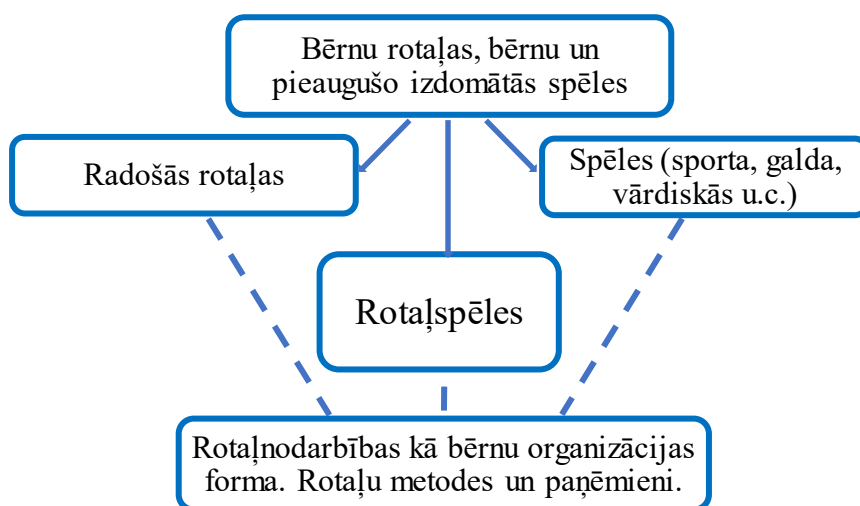 Bērnu rotaļas, bērnu un
pieaugušo izdomātās spēles
Radošās rotaļas
Spēles (sporta, galda,
vārdiskās u.c.)
Rotaļspēles
Rotaļnodarbības kā bērnu organizācijas
forma. Rotaļu metodes un paņēmieni.